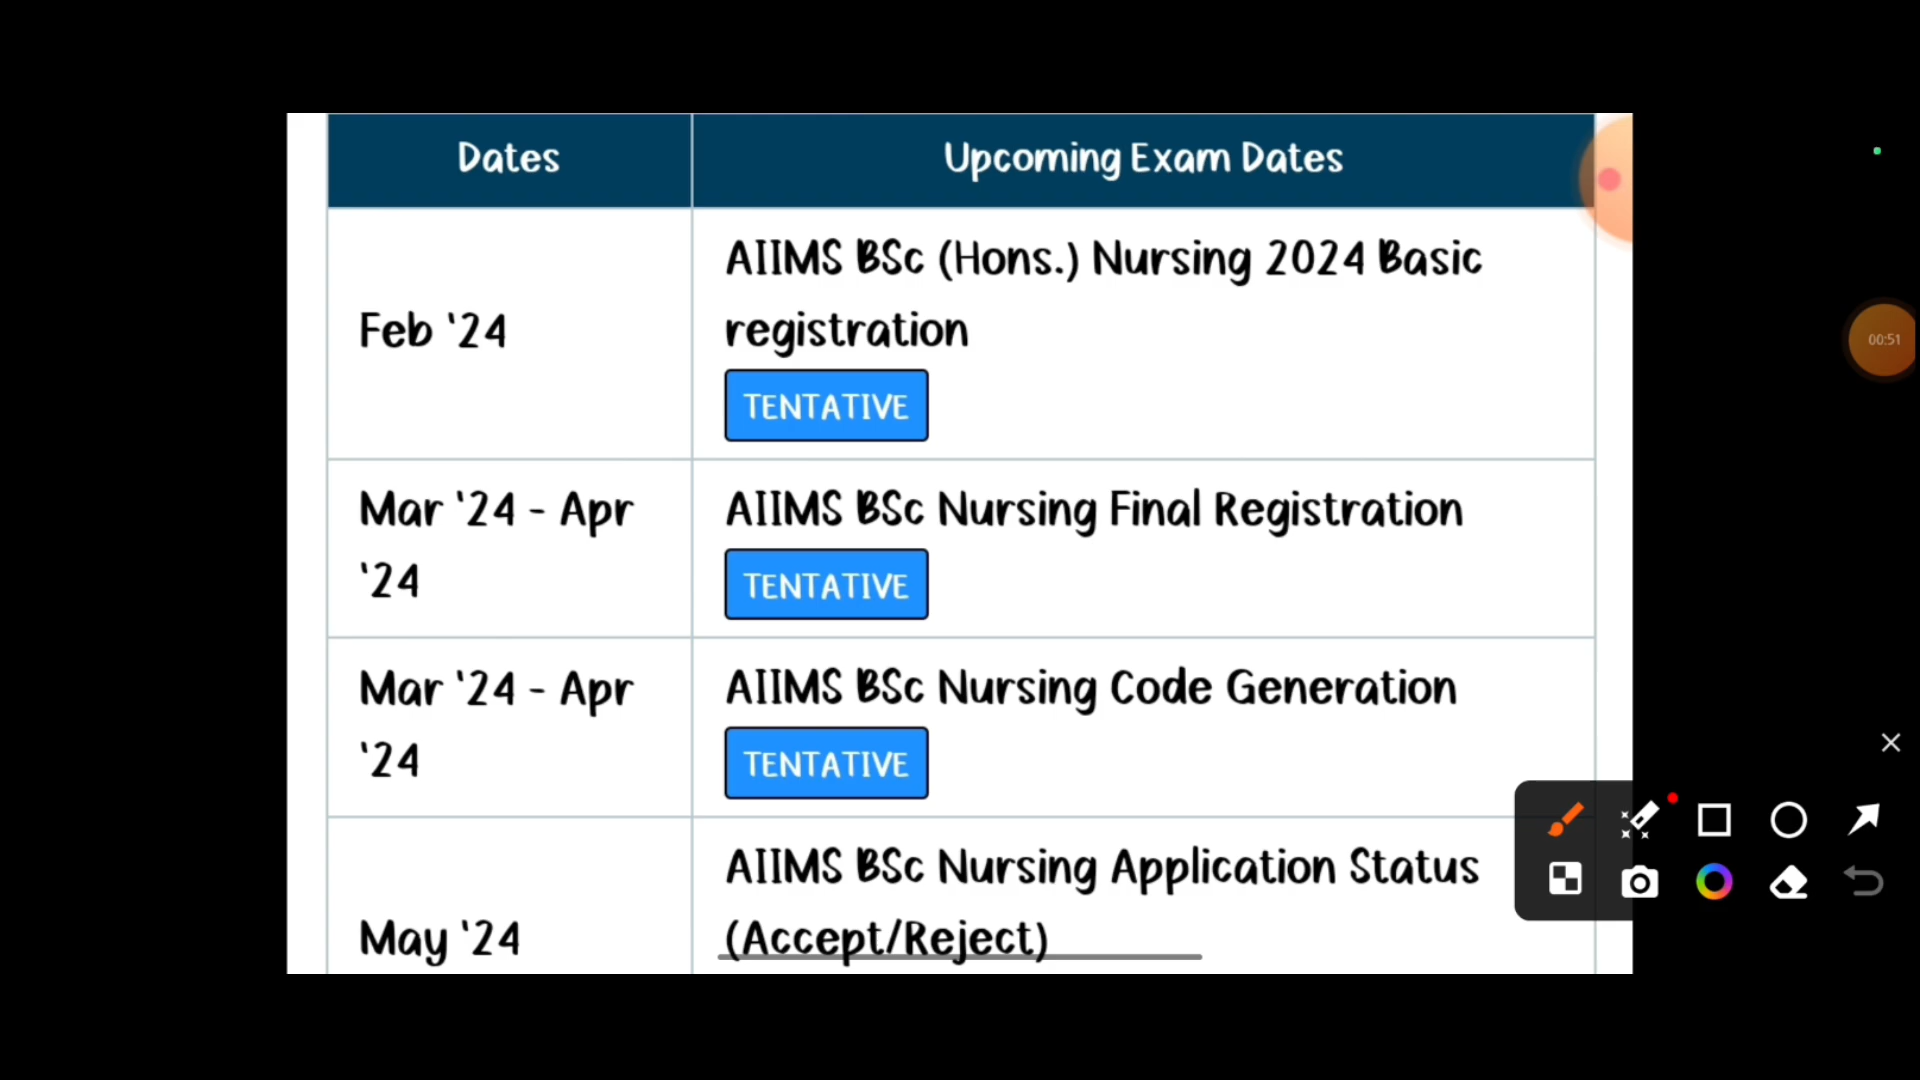 Dates
Upcoming Exam Dates
Feb '24
AIIMS BSc (Hons.) Nursing 2024 Basic
registration
TENTATIVE
Mar '24 - Apr
'24
AIIMS BSc Nursing Final Registration
TENTATIVE
Mar '24 - Apr
'24
AIIMS BSc Nursing Code Generation
TENTATIVE
May '24
AIIMS BSc Nursing Application Status
(Accept/Reject)
00:51